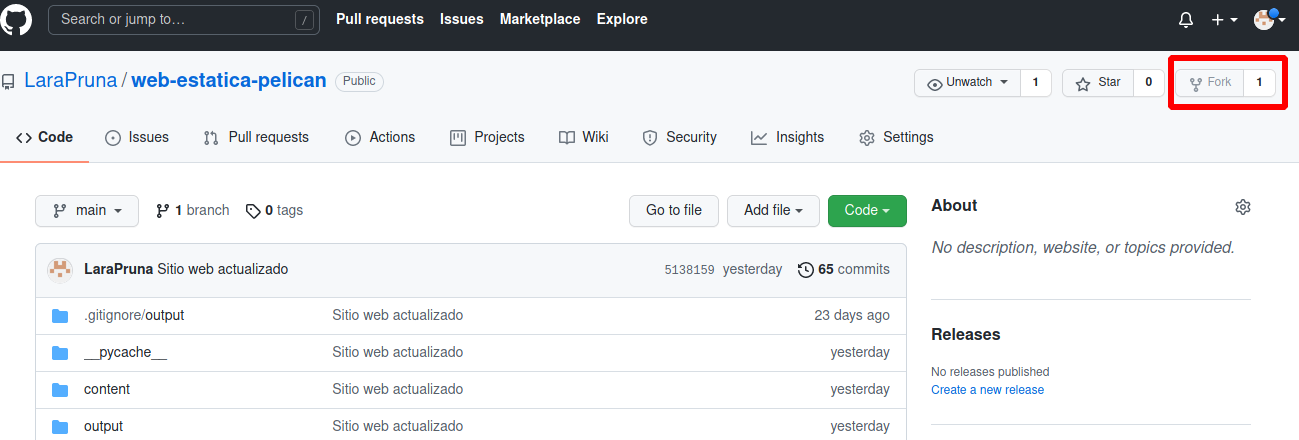 Search or jump to… / Pull requests Issues Marketplace Explore
LaraPruna / web-estatica-pelican Public Unwatch 1 Star 0 Fork 1
Code Issues Pull requests Actions Projects Wiki Security Insights Settings
main 1 branch 0 tags Go to file Add file Code
LaraPruna Sitio web actualizado 5138159 yesterday 65 commits
.gitignore/output Sitio web actualizado 23 days ago
__pycache__ Sitio web actualizado yesterday
content Sitio web actualizado yesterday
output Sitio web actualizado yesterday
About
No description, website, or topics provided.
Releases
No releases published
Create a new release